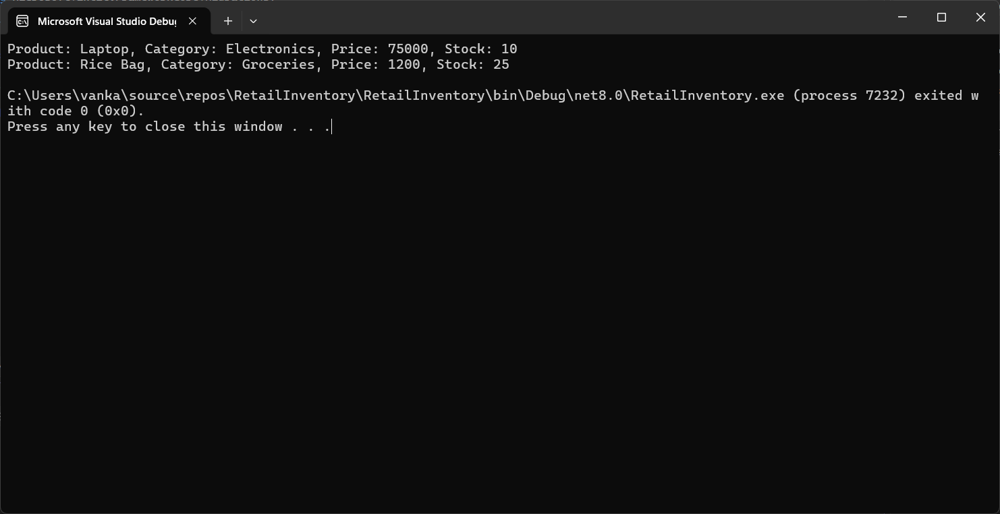 Microsoft Visual Studio Debu
Product: Laptop, Category: Electronics, Price: 75000, Stock: 10
Product: Rice Bag, Category: Groceries, Price: 1200, Stock: 25
C:\Users\vanka\source\repos\RetailInventory\RetailInventory\bin\Debug\net8.0\RetailInventory.exe (process 7232) exited w
ith code 0 (0x0).
Press any key to close this window . . .